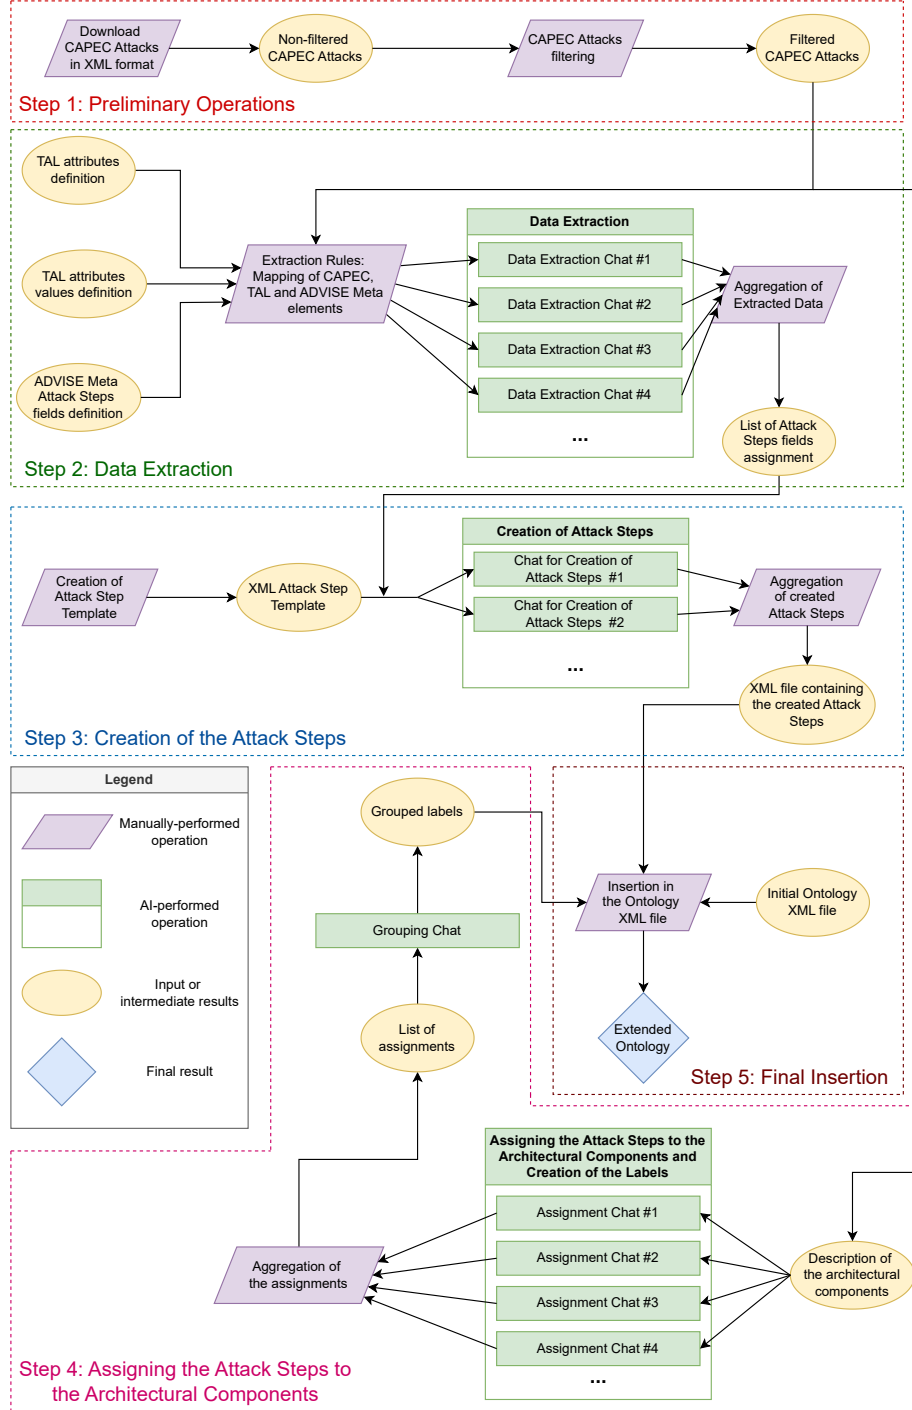 Download
CAPEC Attacks
in XML format
Non-filtered
CAPEC Attacks
CAPEC Attacks
filtering
Filtered
CAPEC Attacks
Step 1: Preliminary Operations
TAL attributes
definition
TAL attributes
values definition
ADVISE Meta
Attack Steps
fields definition
Extraction Rules:
Mapping of CAPEC,
TAL and ADVISE Meta
elements
Data Extraction
Data Extraction Chat #1
Data Extraction Chat #2
Data Extraction Chat #3
Data Extraction Chat #4
...
Aggregation of
Extracted Data
List of Attack
Steps fields
assignment
Step 2: Data Extraction
Creation of
Attack Step
Template
XML Attack Step
Template
Creation of Attack Steps
Chat for Creation of
Attack Steps #1
Chat for Creation of
Attack Steps #2
...
Aggregation
of created
Attack Steps
XML file containing
the created Attack
Steps
Step 3: Creation of the Attack Steps
Legend
Manually-performed
operation
AI-performed
operation
Input or
intermediate results
Final result
Grouped labels
Grouping Chat
List of
assignments
Insertion in
the Ontology
XML file
Initial Ontology
XML file
Extended
Ontology
Step 5: Final Insertion
Assigning the Attack Steps to the
Architectural Components and
Creation of the Labels
Assignment Chat #1
Assignment Chat #2
Assignment Chat #3
Assignment Chat #4
...
Aggregation of
the assignments
Description of
the architectural
components
Step 4: Assigning the Attack Steps to
the Architectural Components